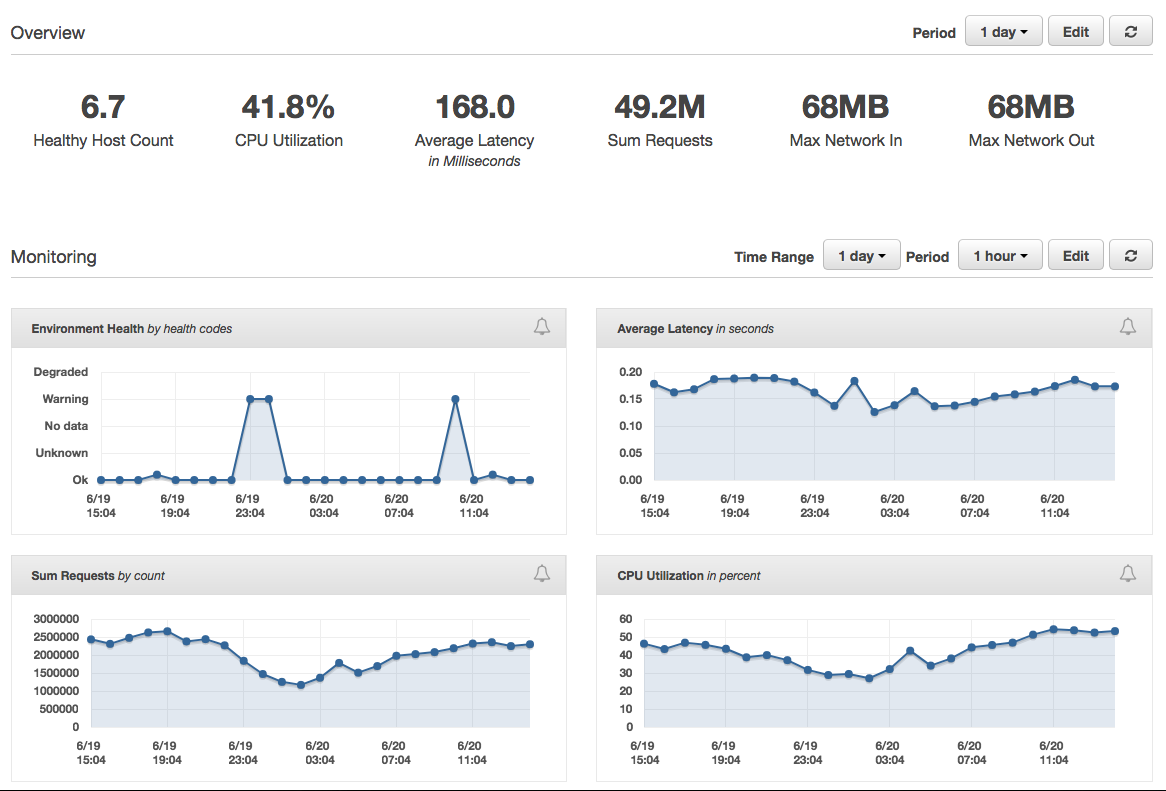 Overview
Period 1 day Edit
6.7 41.8% 168.0 49.2M 68MB 68MB
Healthy Host Count CPU Utilization Average Latency Sum Requests Max Network In Max Network Out
in Milliseconds
Monitoring
Time Range 1 day Period 1 hour Edit
Environment Health by health codes
Degraded
Warning
No data
Unknown
Ok
6/19 6/19 6/19 6/20 6/20 6/20
15:04 19:04 23:04 03:04 07:04 11:04
Average Latency in seconds
0.20
0.15
0.10
0.05
0.00
6/19 6/19 6/19 6/20 6/20 6/20
15:04 19:04 23:04 03:04 07:04 11:04
Sum Requests by count
3000000
2500000
2000000
1500000
1000000
500000
0
6/19 6/19 6/19 6/20 6/20 6/20
15:04 19:04 23:04 03:04 07:04 11:04
CPU Utilization in percent
60
50
40
30
20
10
0
6/19 6/19 6/19 6/20 6/20 6/20
15:04 19:04 23:04 03:04 07:04 11:04